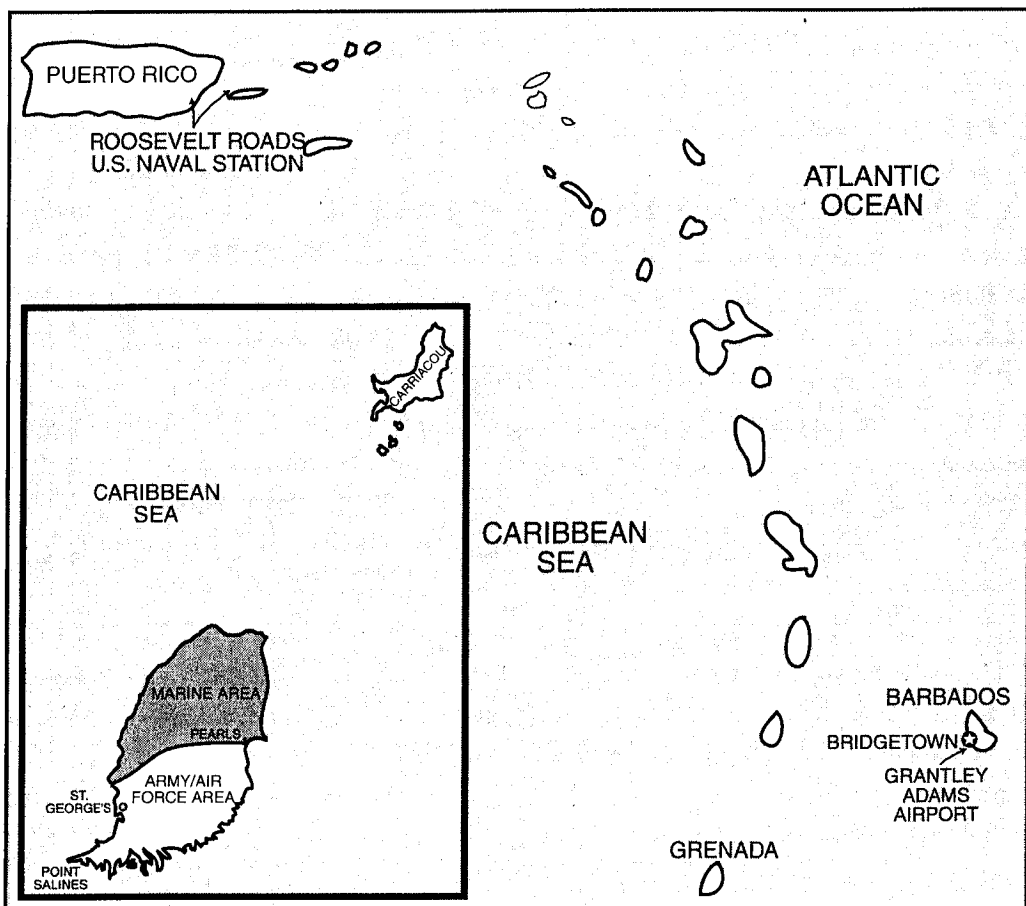 PUERTO RICO
ROOSEVELT ROADS
U.S. NAVAL STATION
ATLANTIC
OCEAN
CARRIACOU
CARIBBEAN
SEA
CARIBBEAN
SEA
MARINE AREA
PEARLS
ARMY/AIR
FORCE AREA
ST.
GEORGE'S
POINT
SALINES
BARBADOS
BRIDGETOWN
GRANTLEY
ADAMS
AIRPORT
GRENADA